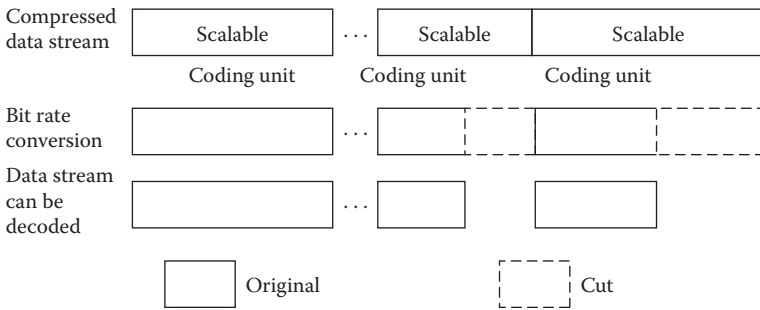 Compressed
data stream
Scalable
. . .
Scalable
Scalable
Coding unit
Coding unit
Coding unit
Bit rate
conversion
. . .
Data stream
can be
decoded
. . .
Original
Cut